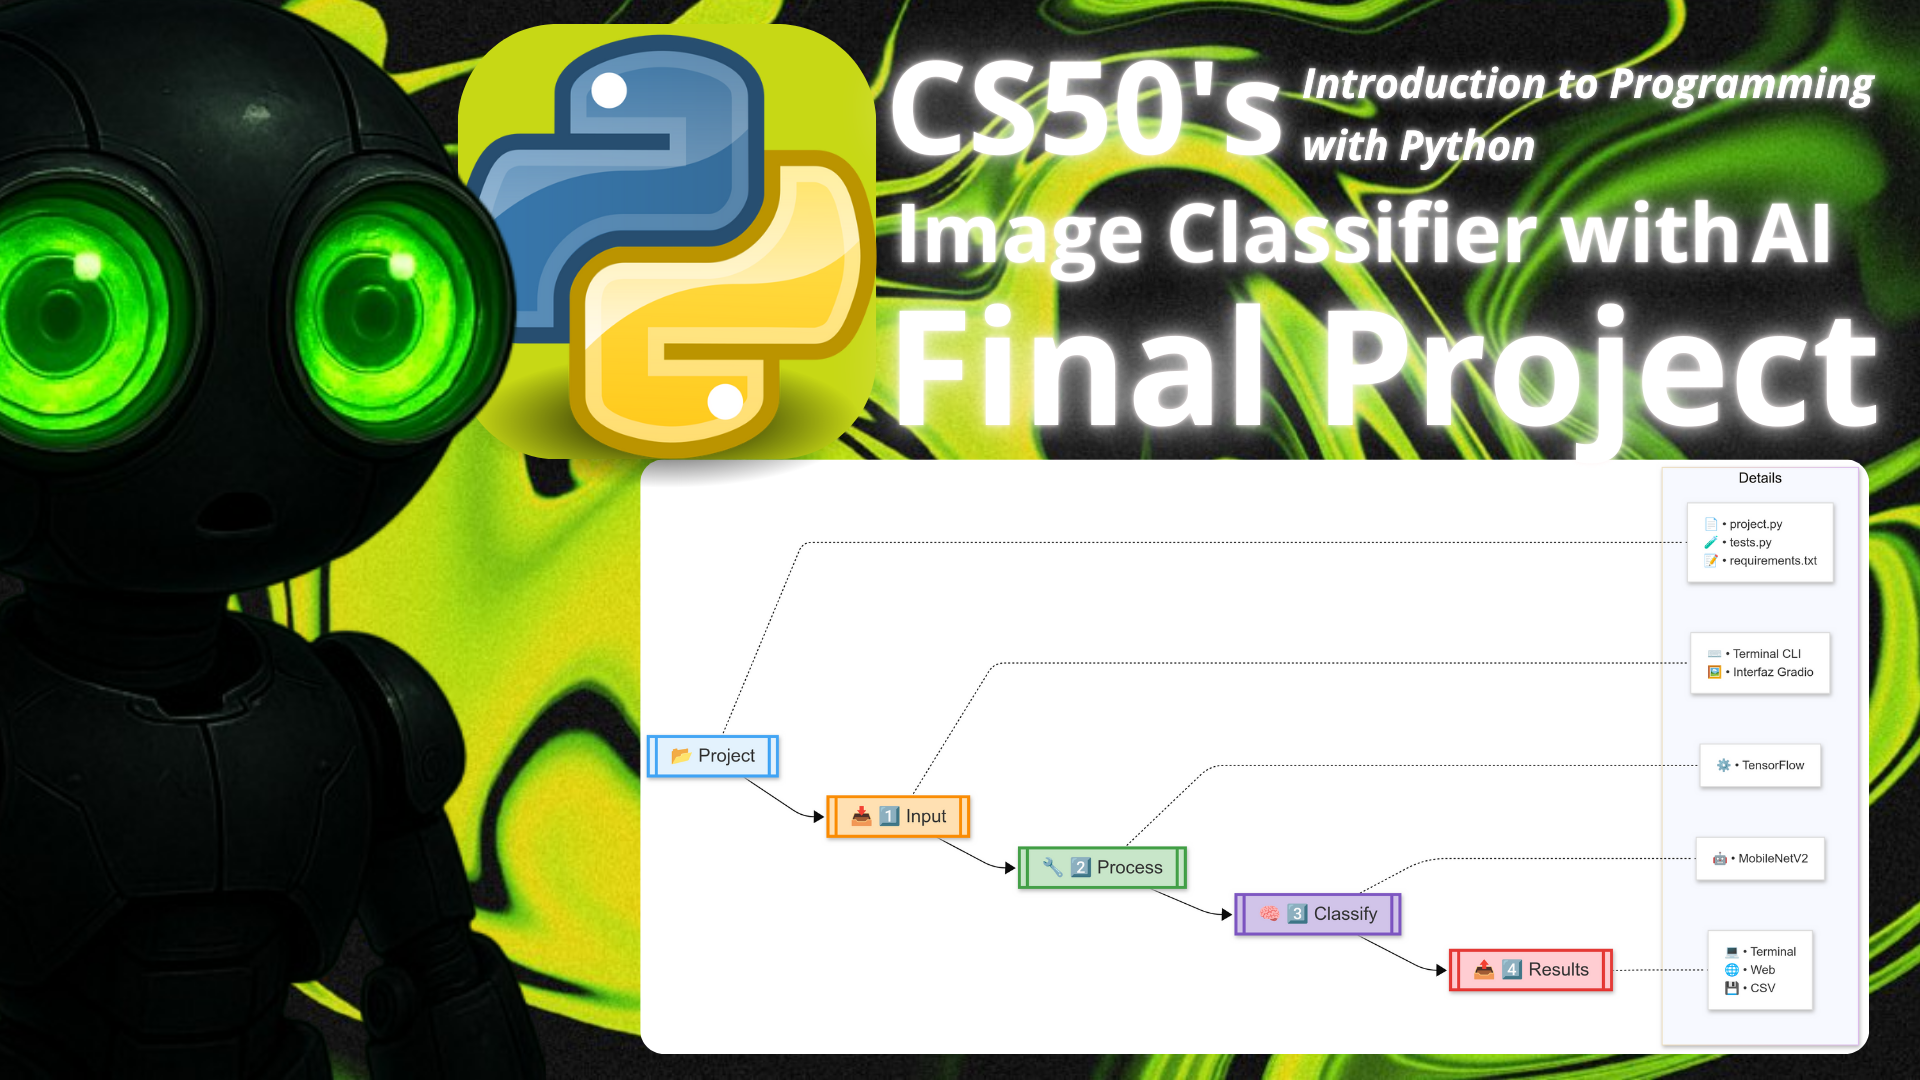 CS50's
Introduction to Programming
with Python
Image Classifier with AI
Final Project
Details
• project.py
• tests.py
• requirements.txt
• Terminal CLI
• Interfaz Gradio
• TensorFlow
• MobileNetV2
• Terminal
• Web
• CSV
Project
1 Input
2 Process
3 Classify
4 Results